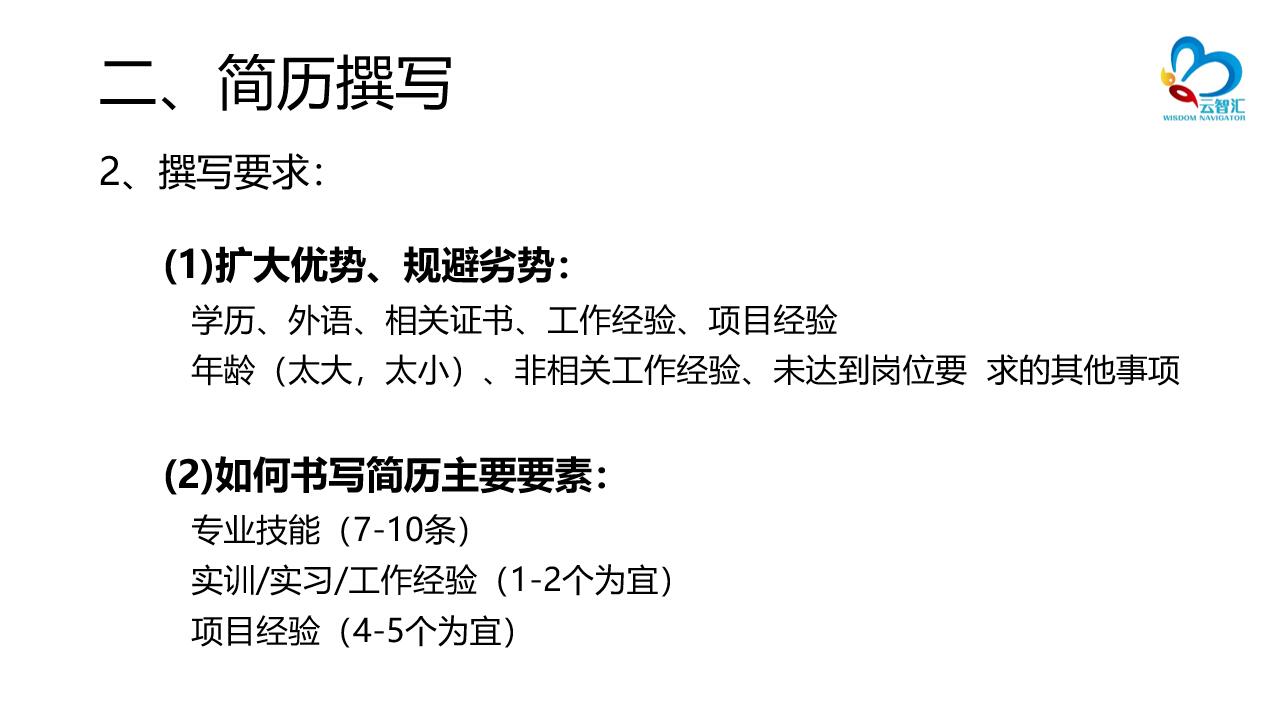 二、简历撰写
云智汇
WISDOM NAVIGATOR
2、撰写要求：
(1)扩大优势、规避劣势：
学历、外语、相关证书、工作经验、项目经验
年龄（太大，太小）、非相关工作经验、未达到岗位要 求的其他事项
(2)如何书写简历主要要素：
专业技能（7-10条）
实训/实习/工作经验（1-2个为宜）
项目经验（4-5个为宜）